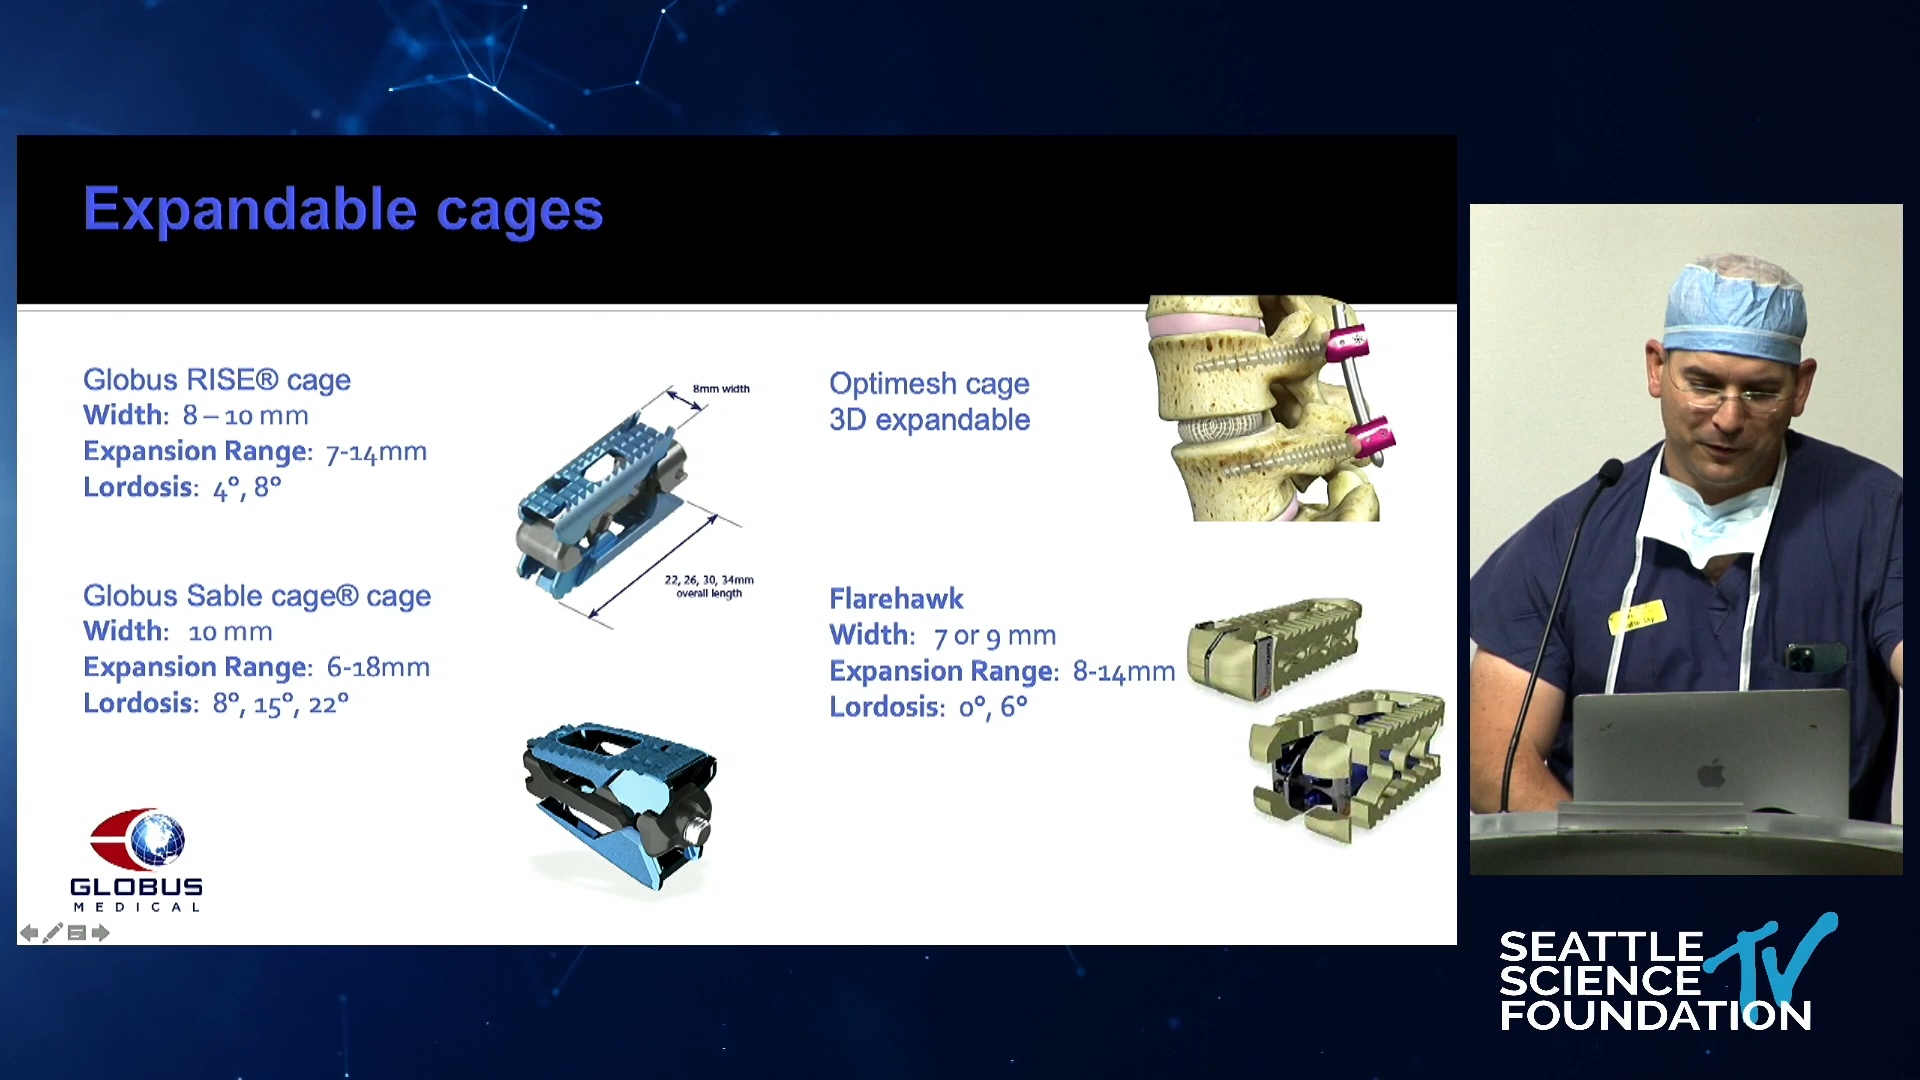 Expandable cages
Globus RISE® cage
Width: 8 – 10 mm
Expansion Range: 7-14mm
Lordosis: 4°, 8°
8mm width
22, 26, 30, 34mm
overall length
Globus Sable cage® cage
Width: 10 mm
Expansion Range: 6-18mm
Lordosis: 8°, 15°, 22°
GLOBUS
MEDICAL
Optimesh cage
3D expandable
Flarehawk
Width: 7 or 9 mm
Expansion Range: 8-14mm
Lordosis: 0°, 6°
SEATTLE
SCIENCE
FOUNDATION
TV